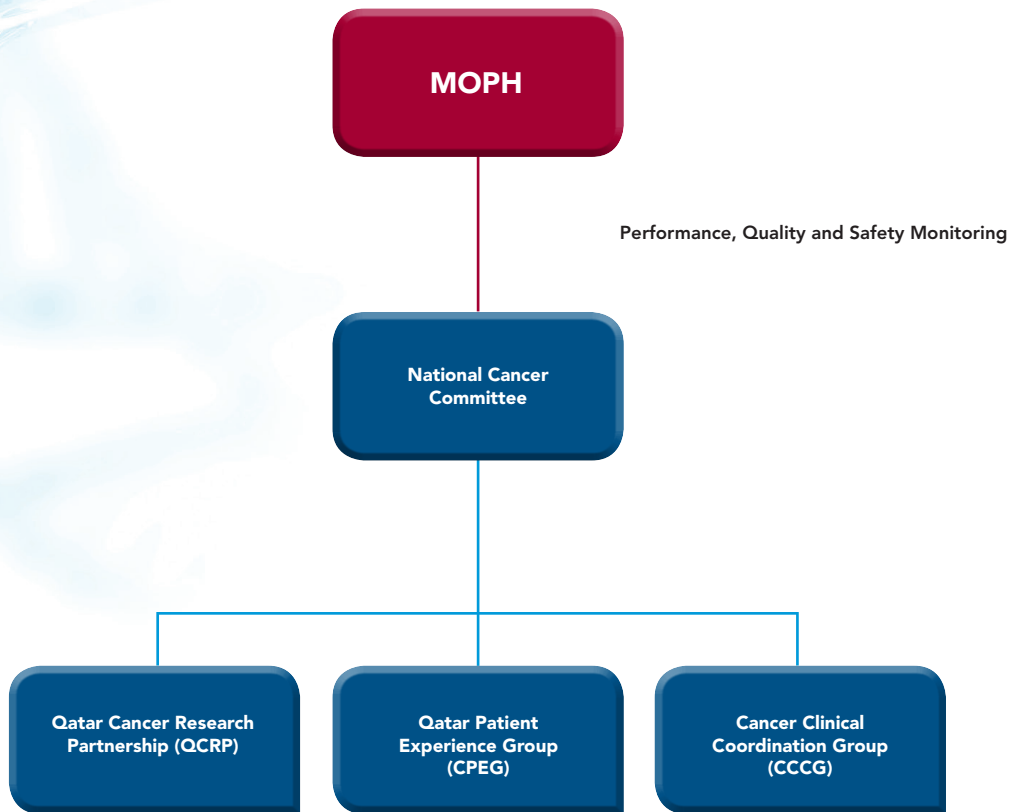 MOPH
Performance, Quality and Safety Monitoring
National Cancer
Committee
Qatar Cancer Research
Partnership (QCRP)
Qatar Patient
Experience Group
(CPEG)
Cancer Clinical
Coordination Group
(CCCG)